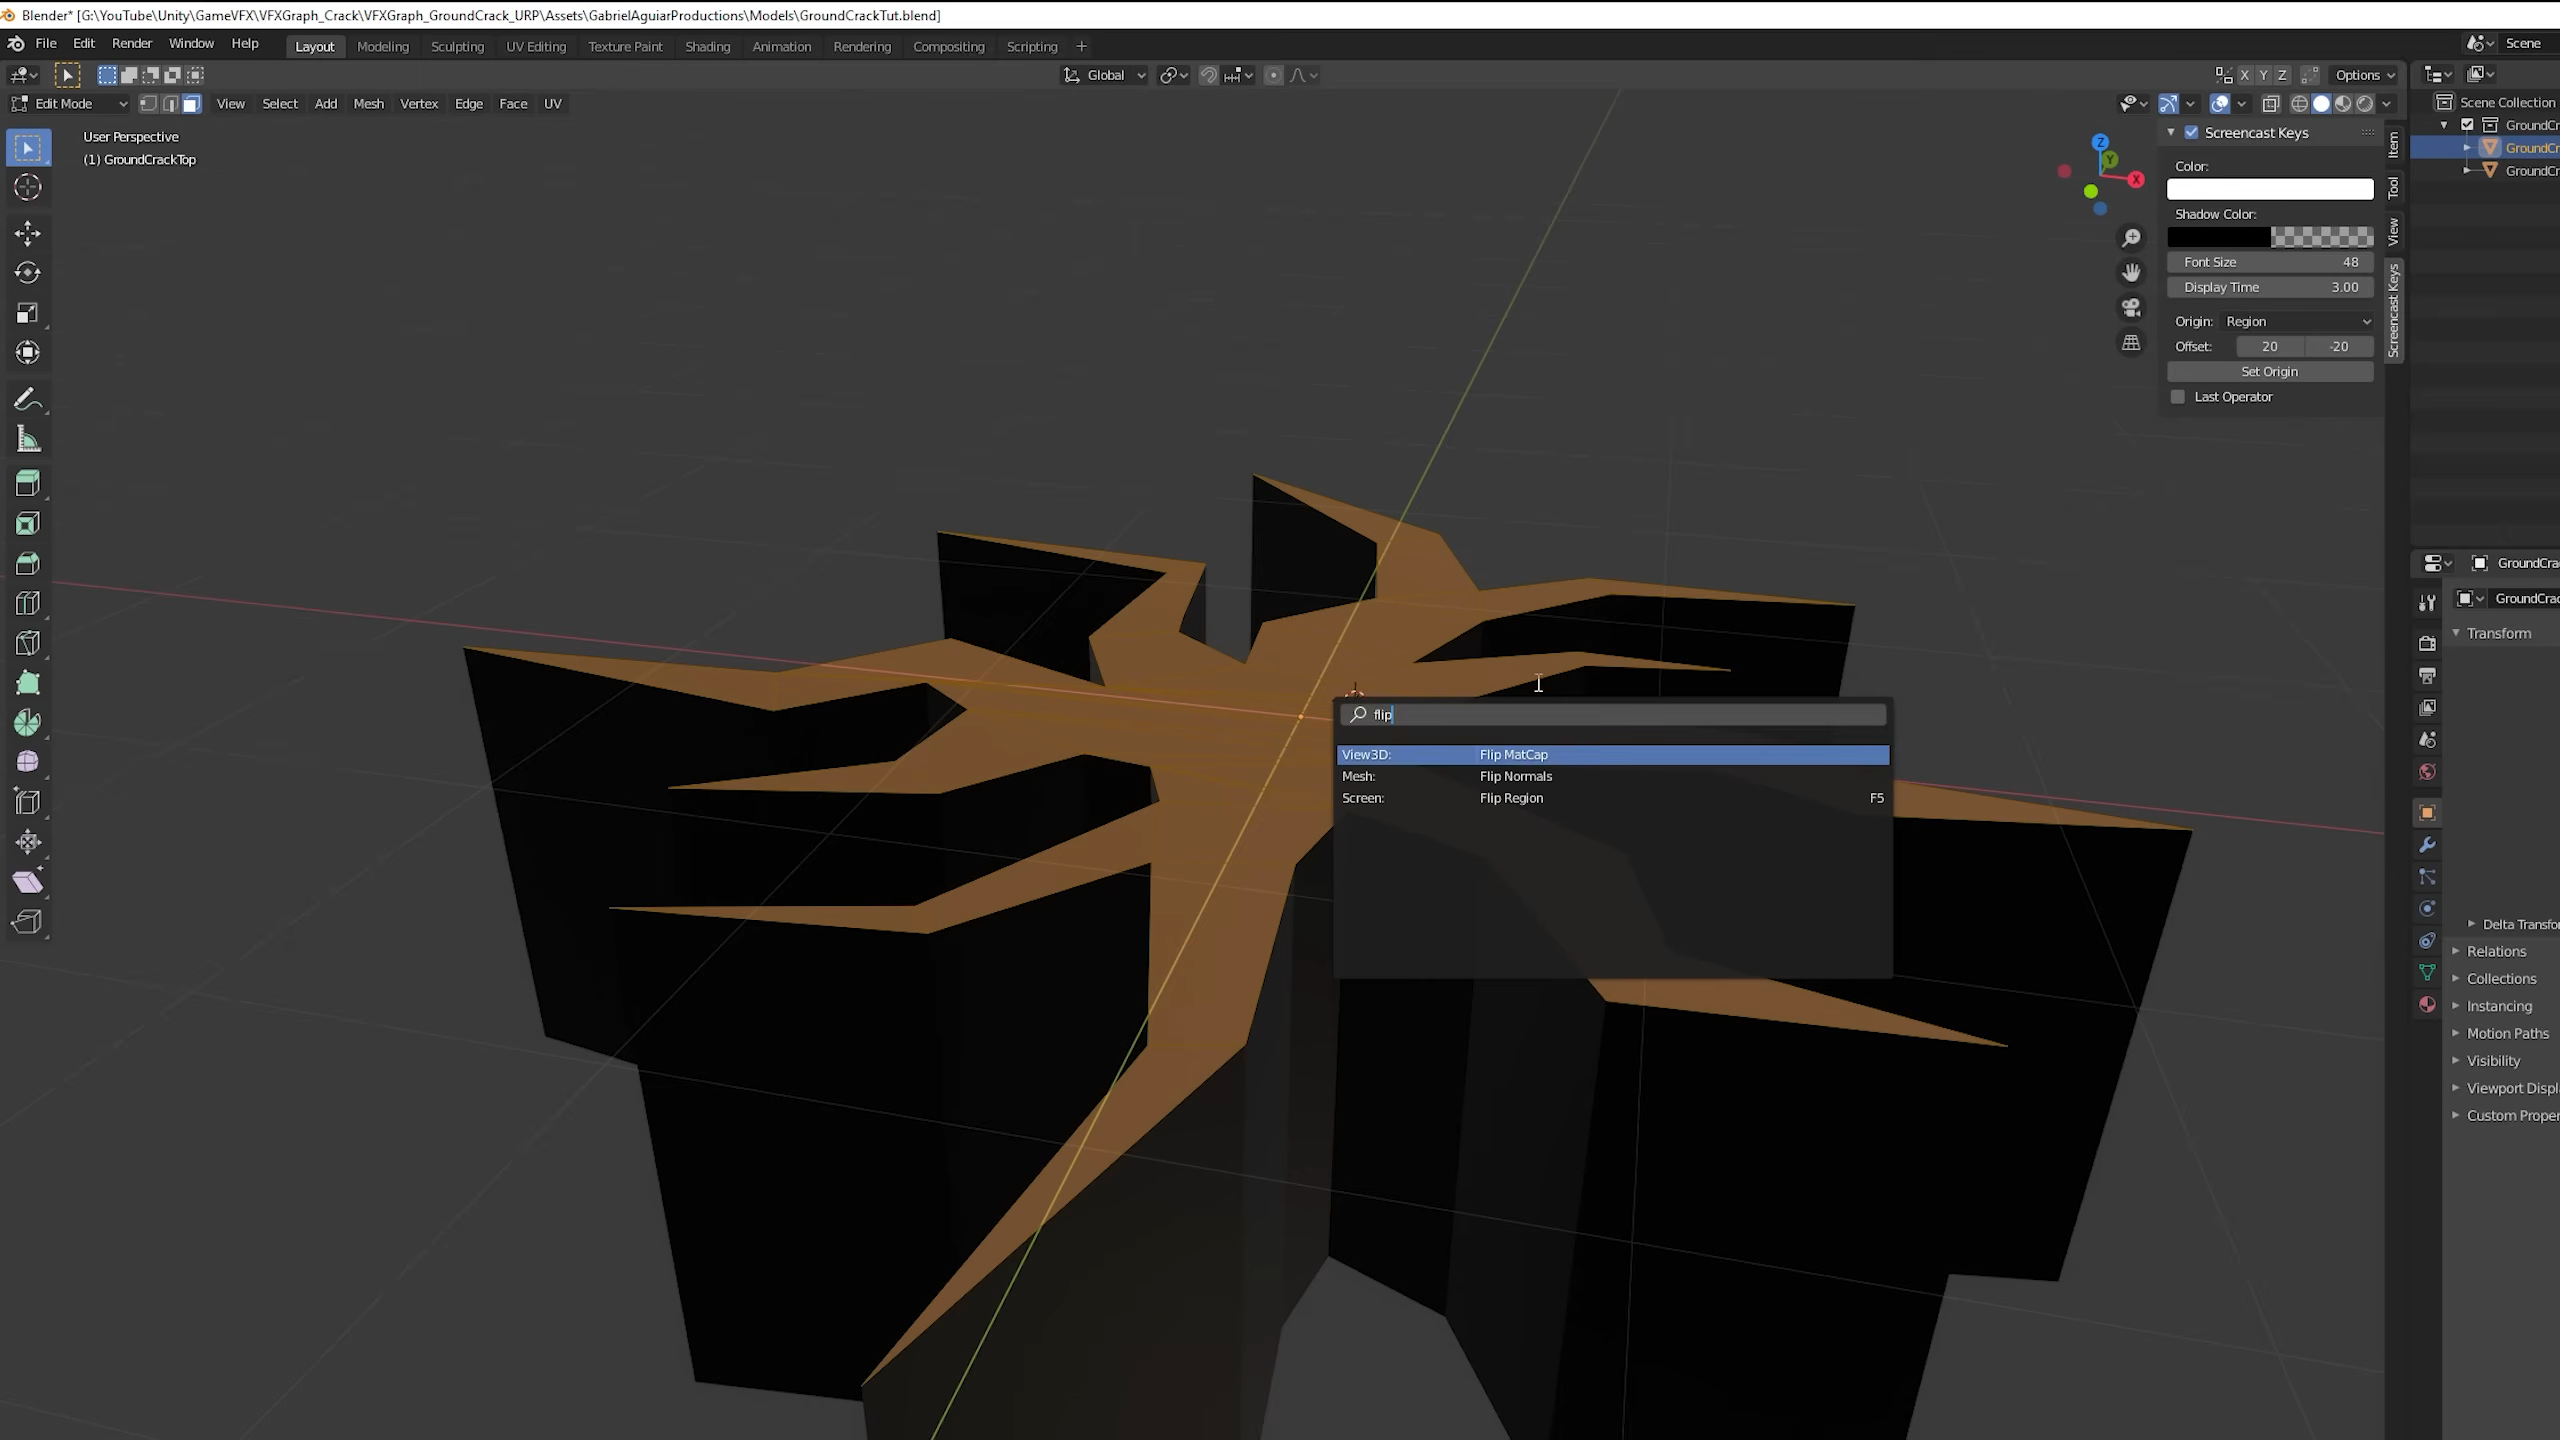 Blender* [G:\YouTube\Unity\GameVFX\VFXGraph_Crack\VFXGraph_GroundCrack_URP\Assets\GabrielAguiarProductions\Models\GroundCrackTut.blend]
File Edit Render Window Help Layout Modeling Sculpting UV Editing Texture Paint Shading Animation Rendering Compositing Scripting + Scene
Global X Y Z Options
Edit Mode View Select Add Mesh Vertex Edge Face UV
User Perspective
(1) GroundCrackTop
Z
Y
X
Screencast Keys
Color:
Shadow Color:
Font Size 48
Display Time 3.00
Origin: Region
Offset: 20 -20
Set Origin
Last Operator
Item
Tool
View
Screencast Keys
Scene Collection
GroundCr
GroundCr
GroundCr
flip
View3D: Flip MatCap
Mesh: Flip Normals
Screen: Flip Region F5
GroundCra
GroundCrac
Transform
Delta Transfo
Relations
Collections
Instancing
Motion Paths
Visibility
Viewport Displ
Custom Proper